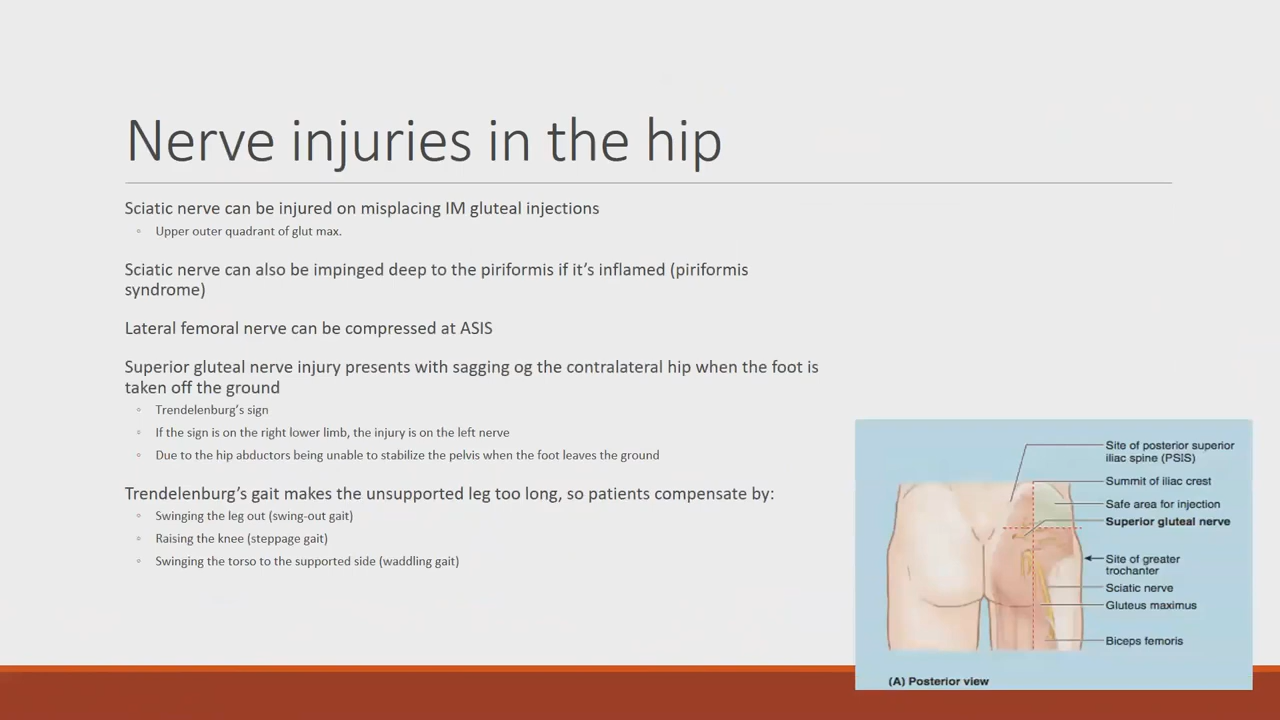 Nerve injuries in the hip
Sciatic nerve can be injured on misplacing IM gluteal injections
◦ Upper outer quadrant of glut max.
Sciatic nerve can also be impinged deep to the piriformis if it's inflamed (piriformis
syndrome)
Lateral femoral nerve can be compressed at ASIS
Superior gluteal nerve injury presents with sagging og the contralateral hip when the foot is
taken off the ground
◦ Trendelenburg's sign
◦ If the sign is on the right lower limb, the injury is on the left nerve
◦ Due to the hip abductors being unable to stabilize the pelvis when the foot leaves the ground
Trendelenburg's gait makes the unsupported leg too long, so patients compensate by:
◦ Swinging the leg out (swing-out gait)
◦ Raising the knee (steppage gait)
◦ Swinging the torso to the supported side (waddling gait)
Site of posterior superior
iliac spine (PSIS)
Summit of iliac crest
Safe area for injection
Superior gluteal nerve
Site of greater
trochanter
Sciatic nerve
Gluteus maximus
Biceps femoris
(A) Posterior view